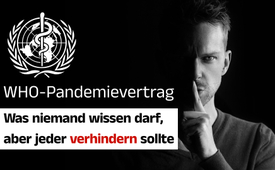 WHO-Pandemievertrag
Was niemand wissen darf,
aber jeder verhindern sollte